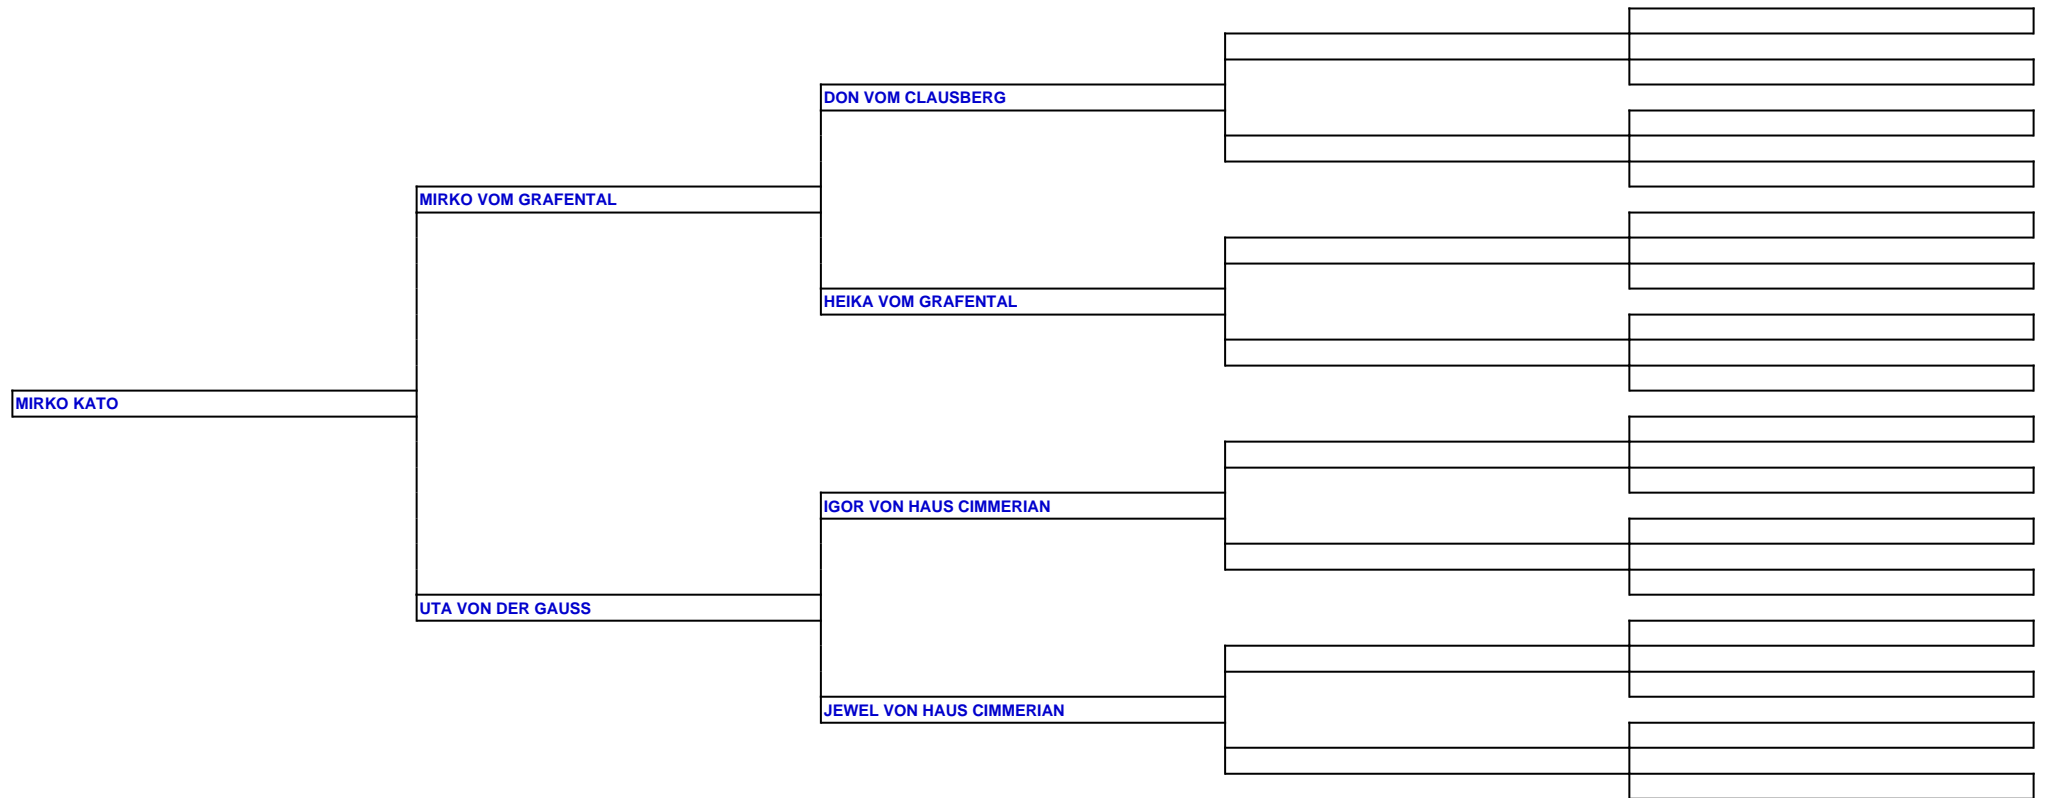 DON VOM CLAUSBERG
MIRKO VOM GRAFENTAL
HEIKA VOM GRAFENTAL
MIRKO KATO
IGOR VON HAUS CIMMERIAN
UTA VON DER GAUSS
JEWEL VON HAUS CIMMERIAN